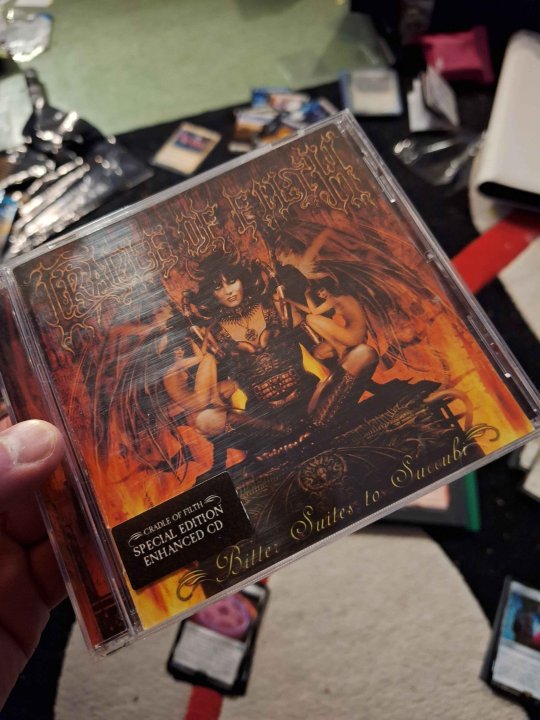 CRADLE OF FILTH
CRADLE OF FILTH
SPECIAL EDITION
ENHANCED CD
Bitter Suites to Succubi